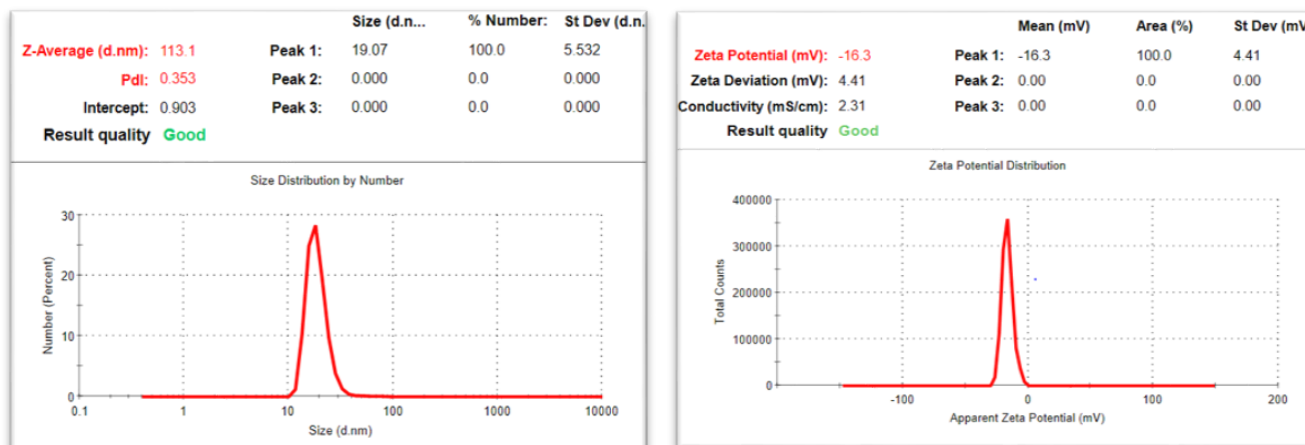 Size (d.n... % Number: St Dev (d.n.
Z-Average (d.nm): 113.1 Peak 1: 19.07 100.0 5.532
PdI: 0.353 Peak 2: 0.000 0.0 0.000
Intercept: 0.903 Peak 3: 0.000 0.0 0.000
Result quality Good
Size Distribution by Number
Number (Percent)
30
20
10
0
0.1 1 10 100 1000 10000
Size (d.nm)
Mean (mV) Area (%) St Dev (mV
Zeta Potential (mV): -16.3 Peak 1: -16.3 100.0 4.41
Zeta Deviation (mV): 4.41 Peak 2: 0.00 0.0 0.00
Conductivity (mS/cm): 2.31 Peak 3: 0.00 0.0 0.00
Result quality Good
Zeta Potential Distribution
Total Counts
400000
300000
200000
100000
0
-100 0 100 200
Apparent Zeta Potential (mV)